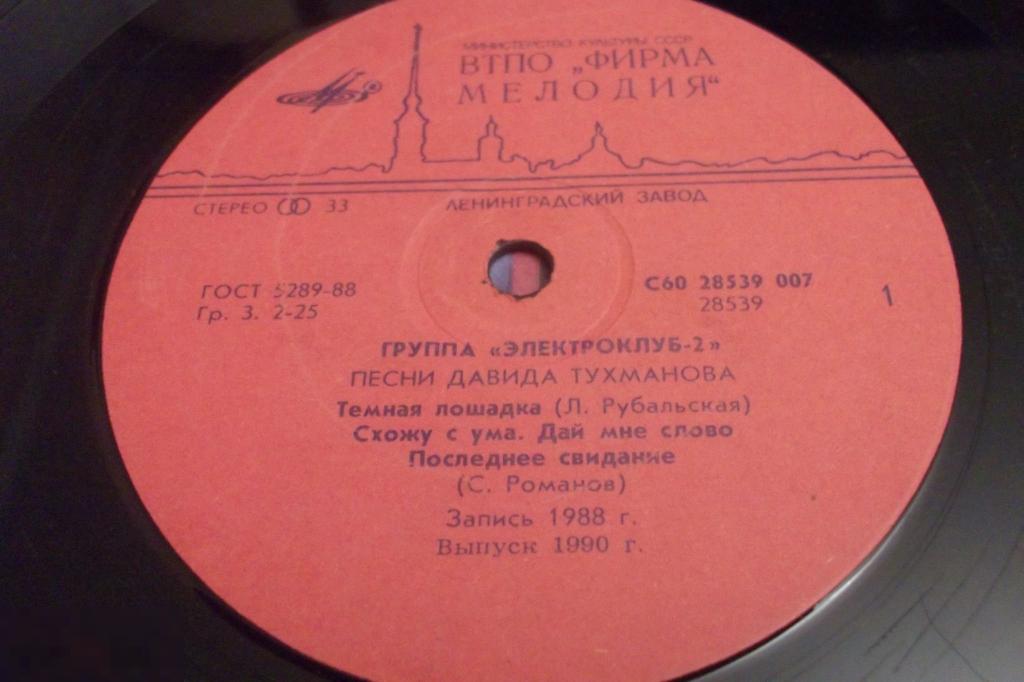 МИНИСТЕРСТВО КУЛЬТУРЫ СССР
ВТПО „ФИРМА
МЕЛОДИЯ“
СТЕРЕО 33
ЛЕНИНГРАДСКИЙ ЗАВОД
ГОСТ 5289-88
Гр. 3. 2-25
С60 28539 007
28539
1
ГРУППА «ЭЛЕКТРОКЛУБ-2»
ПЕСНИ ДАВИДА ТУХМАНОВА
Темная лошадка (Л. Рубальская)
Схожу с ума. Дай мне слово
Последнее свидание
(С. Романов)
Запись 1988 г.
Выпуск 1990 г.